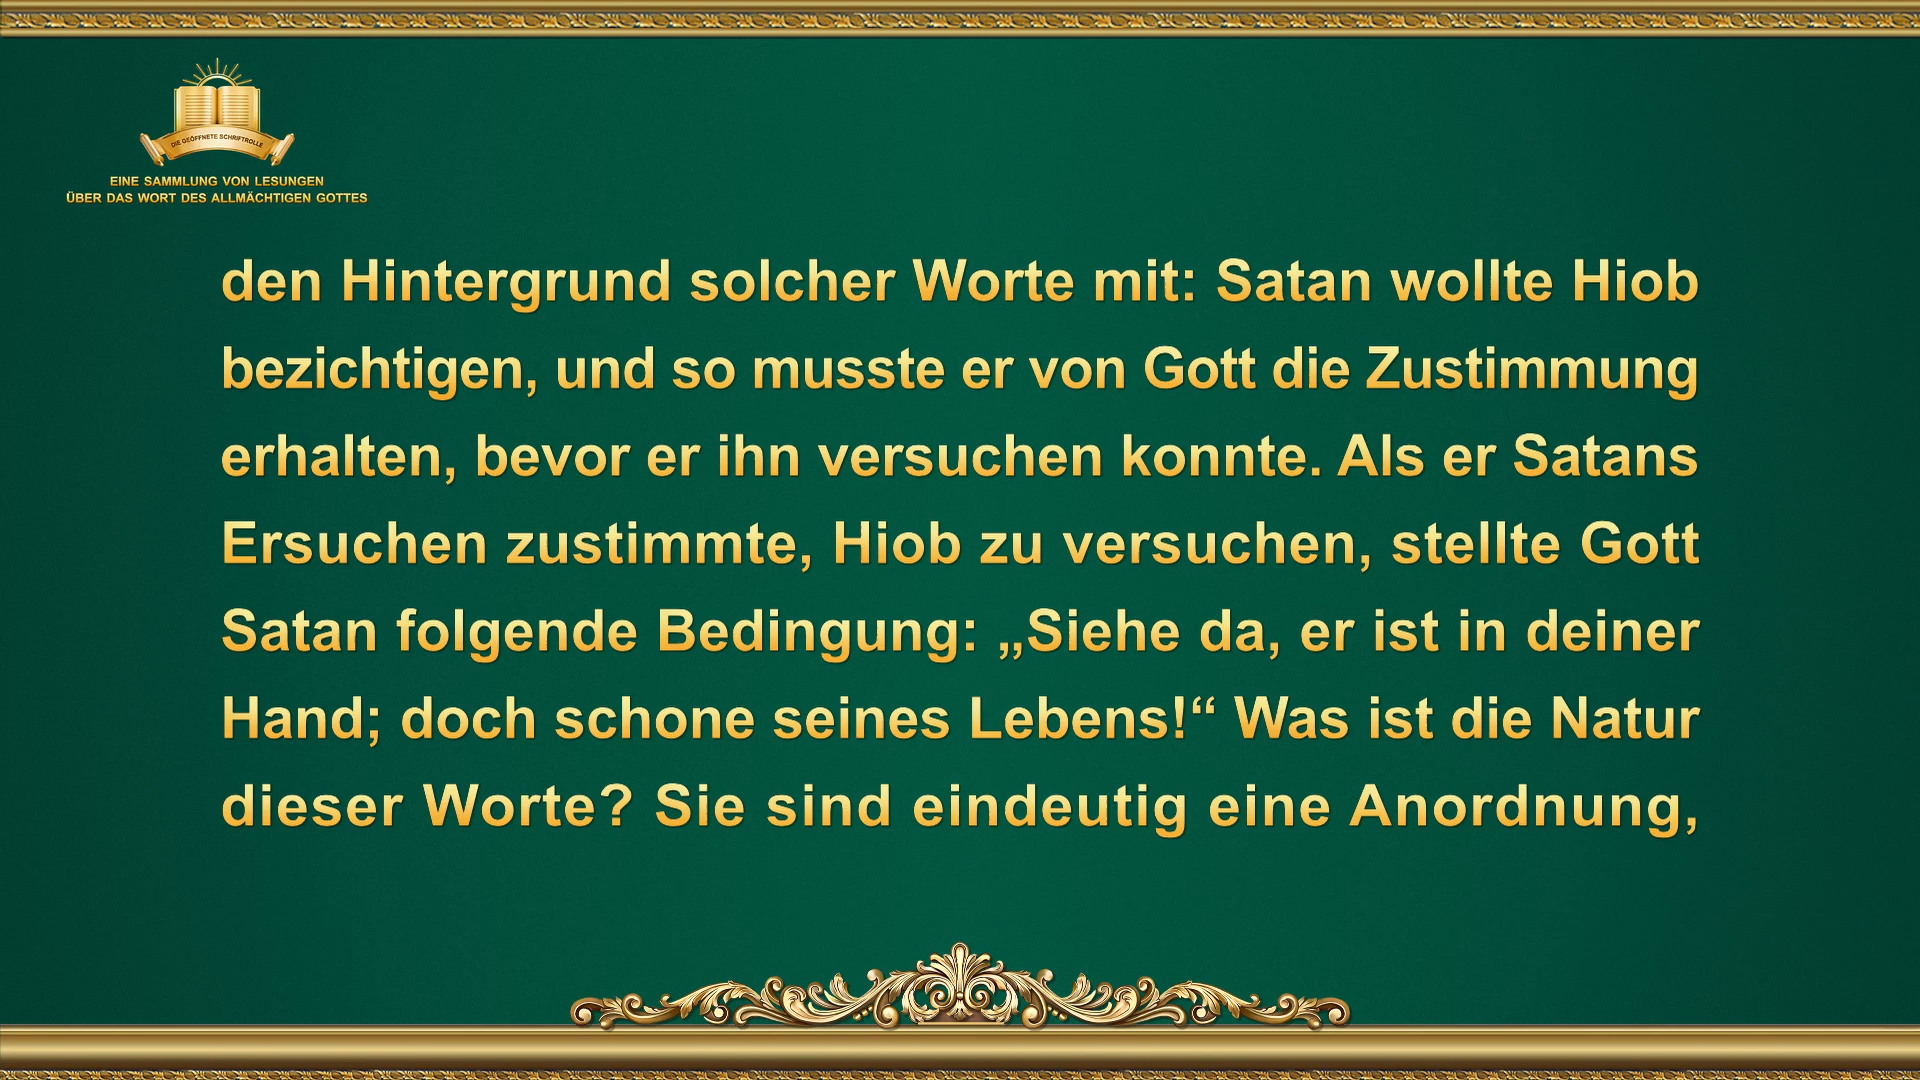 DIE GEÖFFNETE SCHRIFTROLLE
EINE SAMMLUNG VON LESUNGEN
ÜBER DAS WORT DES ALLMÄCHTIGEN GOTTES
den Hintergrund solcher Worte mit: Satan wollte Hiob
bezichtigen, und so musste er von Gott die Zustimmung
erhalten, bevor er ihn versuchen konnte. Als er Satans
Ersuchen zustimmte, Hiob zu versuchen, stellte Gott
Satan folgende Bedingung: „Siehe da, er ist in deiner
Hand; doch schone seines Lebens!“ Was ist die Natur
dieser Worte? Sie sind eindeutig eine Anordnung,